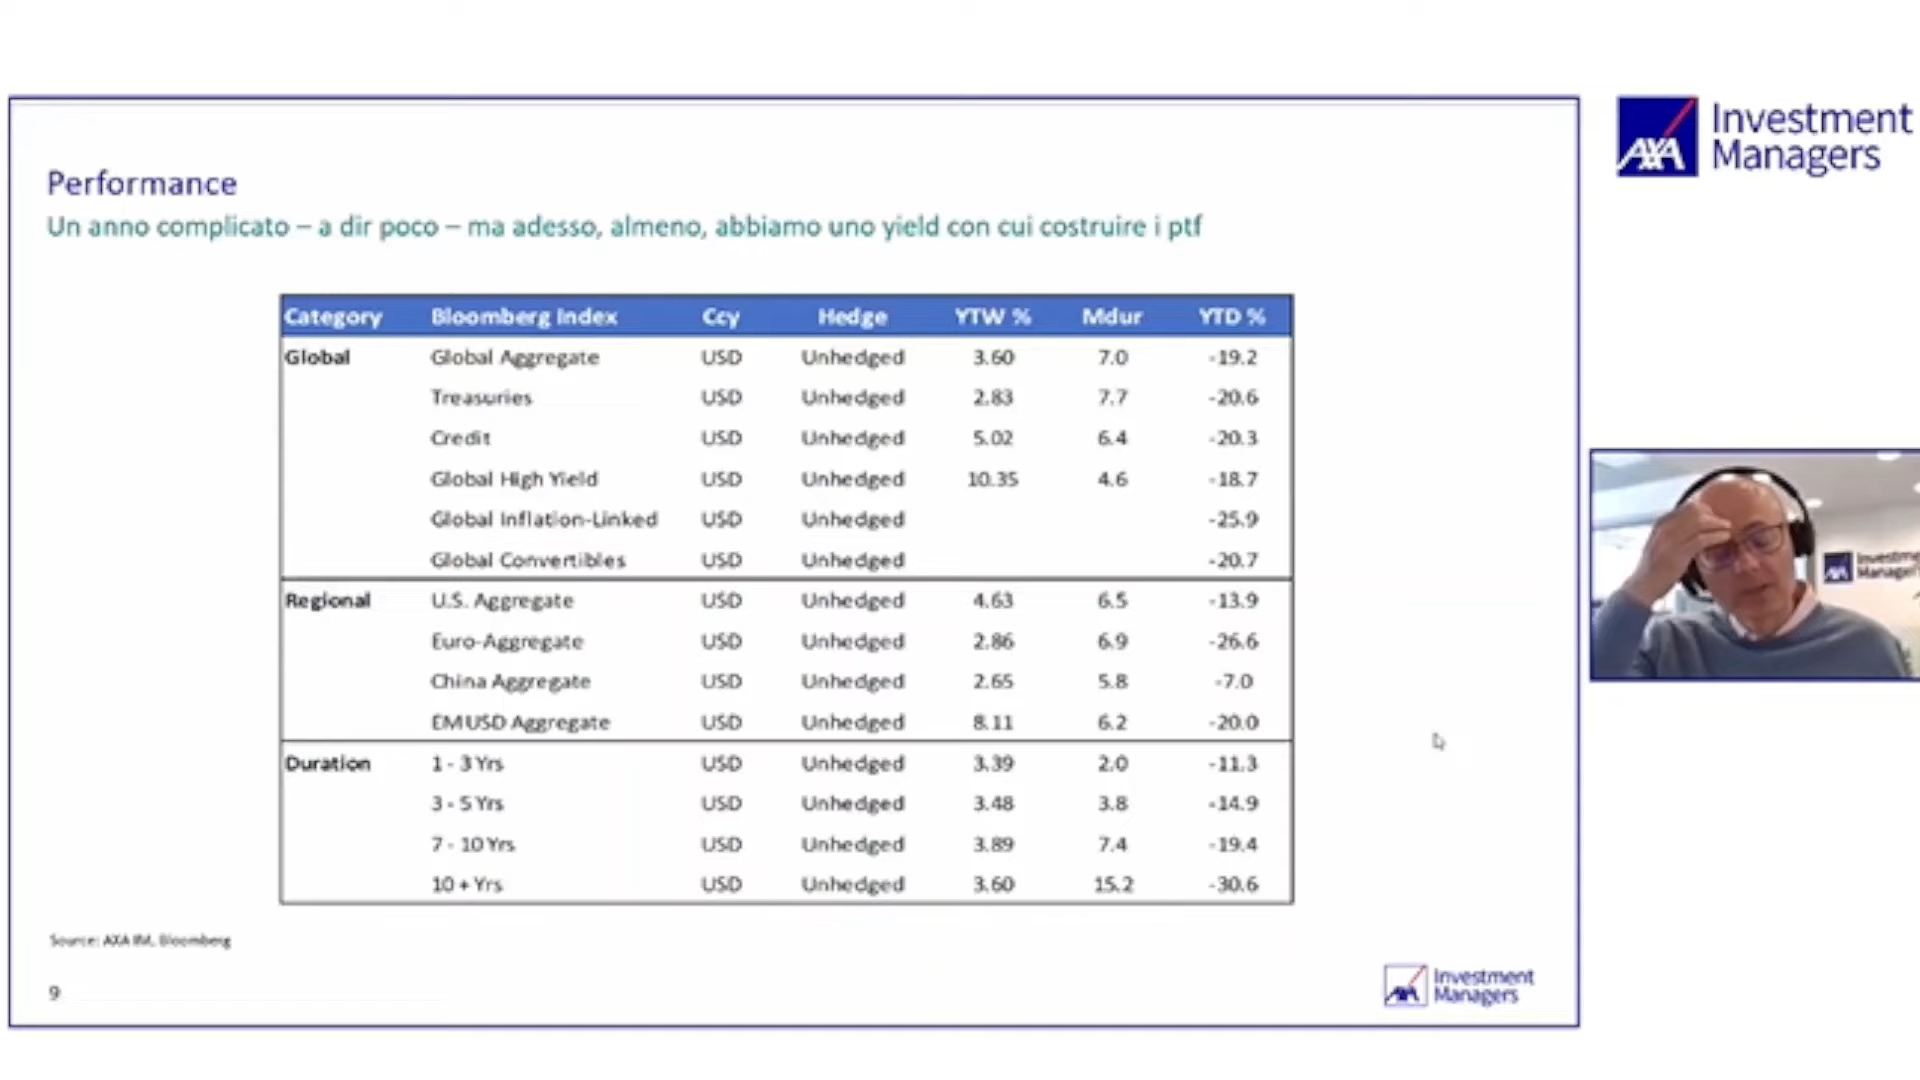 AXA Investment
Managers
Performance
Un anno complicato – a dir poco – ma adesso, almeno, abbiamo uno yield con cui costruire i ptf
Category Bloomberg Index Ccy Hedge YTW % Mdur YTD %
Global Global Aggregate USD Unhedged 3.60 7.0 -19.2
Treasuries USD Unhedged 2.83 7.7 -20.6
Credit USD Unhedged 5.02 6.4 -20.3
Global High Yield USD Unhedged 10.35 4.6 -18.7
Global Inflation-Linked USD Unhedged -25.9
Global Convertibles USD Unhedged -20.7
Regional U.S. Aggregate USD Unhedged 4.63 6.5 -13.9
Euro-Aggregate USD Unhedged 2.86 6.9 -26.6
China Aggregate USD Unhedged 2.65 5.8 -7.0
EM USD Aggregate USD Unhedged 8.11 6.2 -20.0
Duration 1 - 3 Yrs USD Unhedged 3.39 2.0 -11.3
3 - 5 Yrs USD Unhedged 3.48 3.8 -14.9
7 - 10 Yrs USD Unhedged 3.89 7.4 -19.4
10 + Yrs USD Unhedged 3.60 15.2 -30.6
Source: AXA IM, Bloomberg
9
AXA Investment
Managers
AXA Investme
Manager